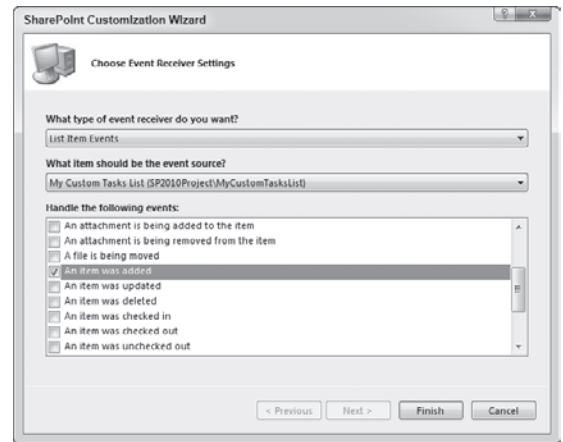 SharePoint Customization Wizard
Choose Event Receiver Settings
What type of event receiver do you want?
List Item Events
What item should be the event source?
My Custom Tasks List (SP2010Project\MyCustomTasksList)
Handle the following events:
An attachment is being added to the item
An attachment is being removed from the item
A file is being moved
An item was added
An item was updated
An item was deleted
An item was checked in
An item was checked out
An item was unchecked out
< Previous
Next >
Finish
Cancel